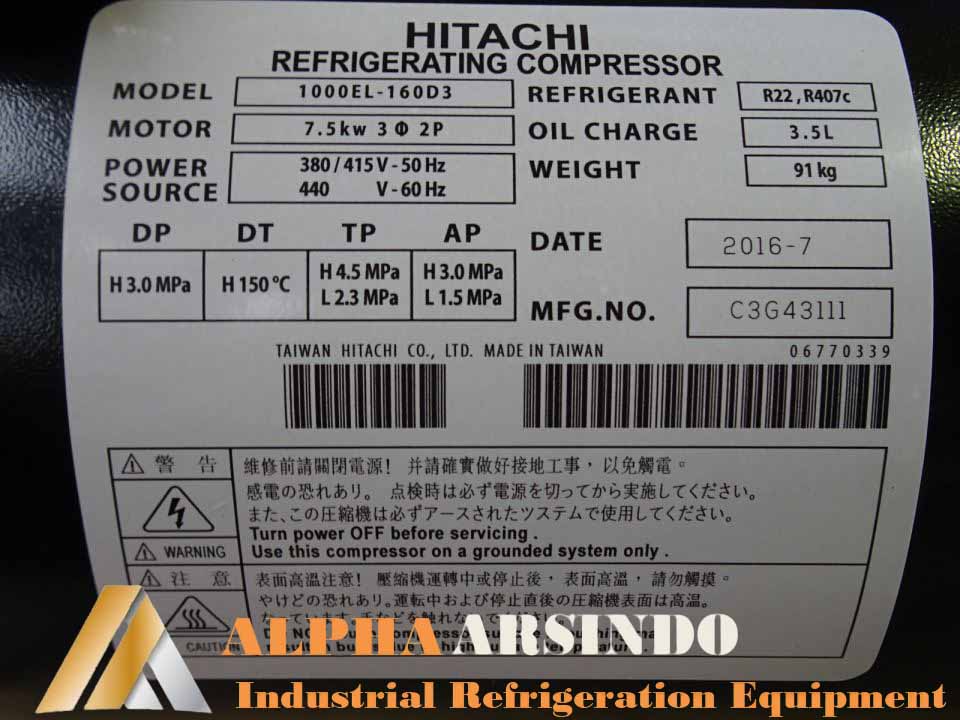 HITACHI
REFRIGERATING COMPRESSOR
MODEL 1000EL-160D3 REFRIGERANT R22,R407c
MOTOR 7.5kw 3 Φ 2P OIL CHARGE 3.5L
POWER SOURCE 380/415V-50Hz WEIGHT 91kg
440 V-60Hz
DP DT TP AP DATE 2016-7
H 3.0 MPa H 150 °C H 4.5 MPa H 3.0 MPa
L 2.3 MPa L 1.5 MPa
MFG.NO. C3G43111
TAIWAN HITACHI CO., LTD. MADE IN TAIWAN 06770339
警告 維修前請關閉電源! 并請確實做好接地工事,以免觸電。
感電の恐れあリ。 点検時は必ず電源を切ってから実施してください。
また、この圧縮機は必ずアースされたツステムで使用してください。
Turn power OFF before servicing .
WARNING Use this compressor on a grounded system only .
注意 表面高溫注意! 壓縮機運轉中或停止後，表面高溫，請勿觸摸。
やけどの恐れあリ。運転中および停止直後の圧縮機表面は高温。
CAUTION
ALPHA ARSINDO
Industrial Refrigeration Equipment